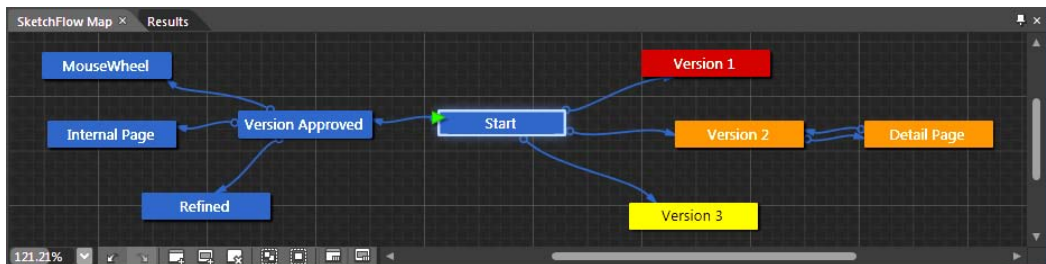 SketchFlow Map × Results
MouseWheel
Version 1
Version Approved
Start
Internal Page
Version 2
Detail Page
Refined
Version 3
121.21%